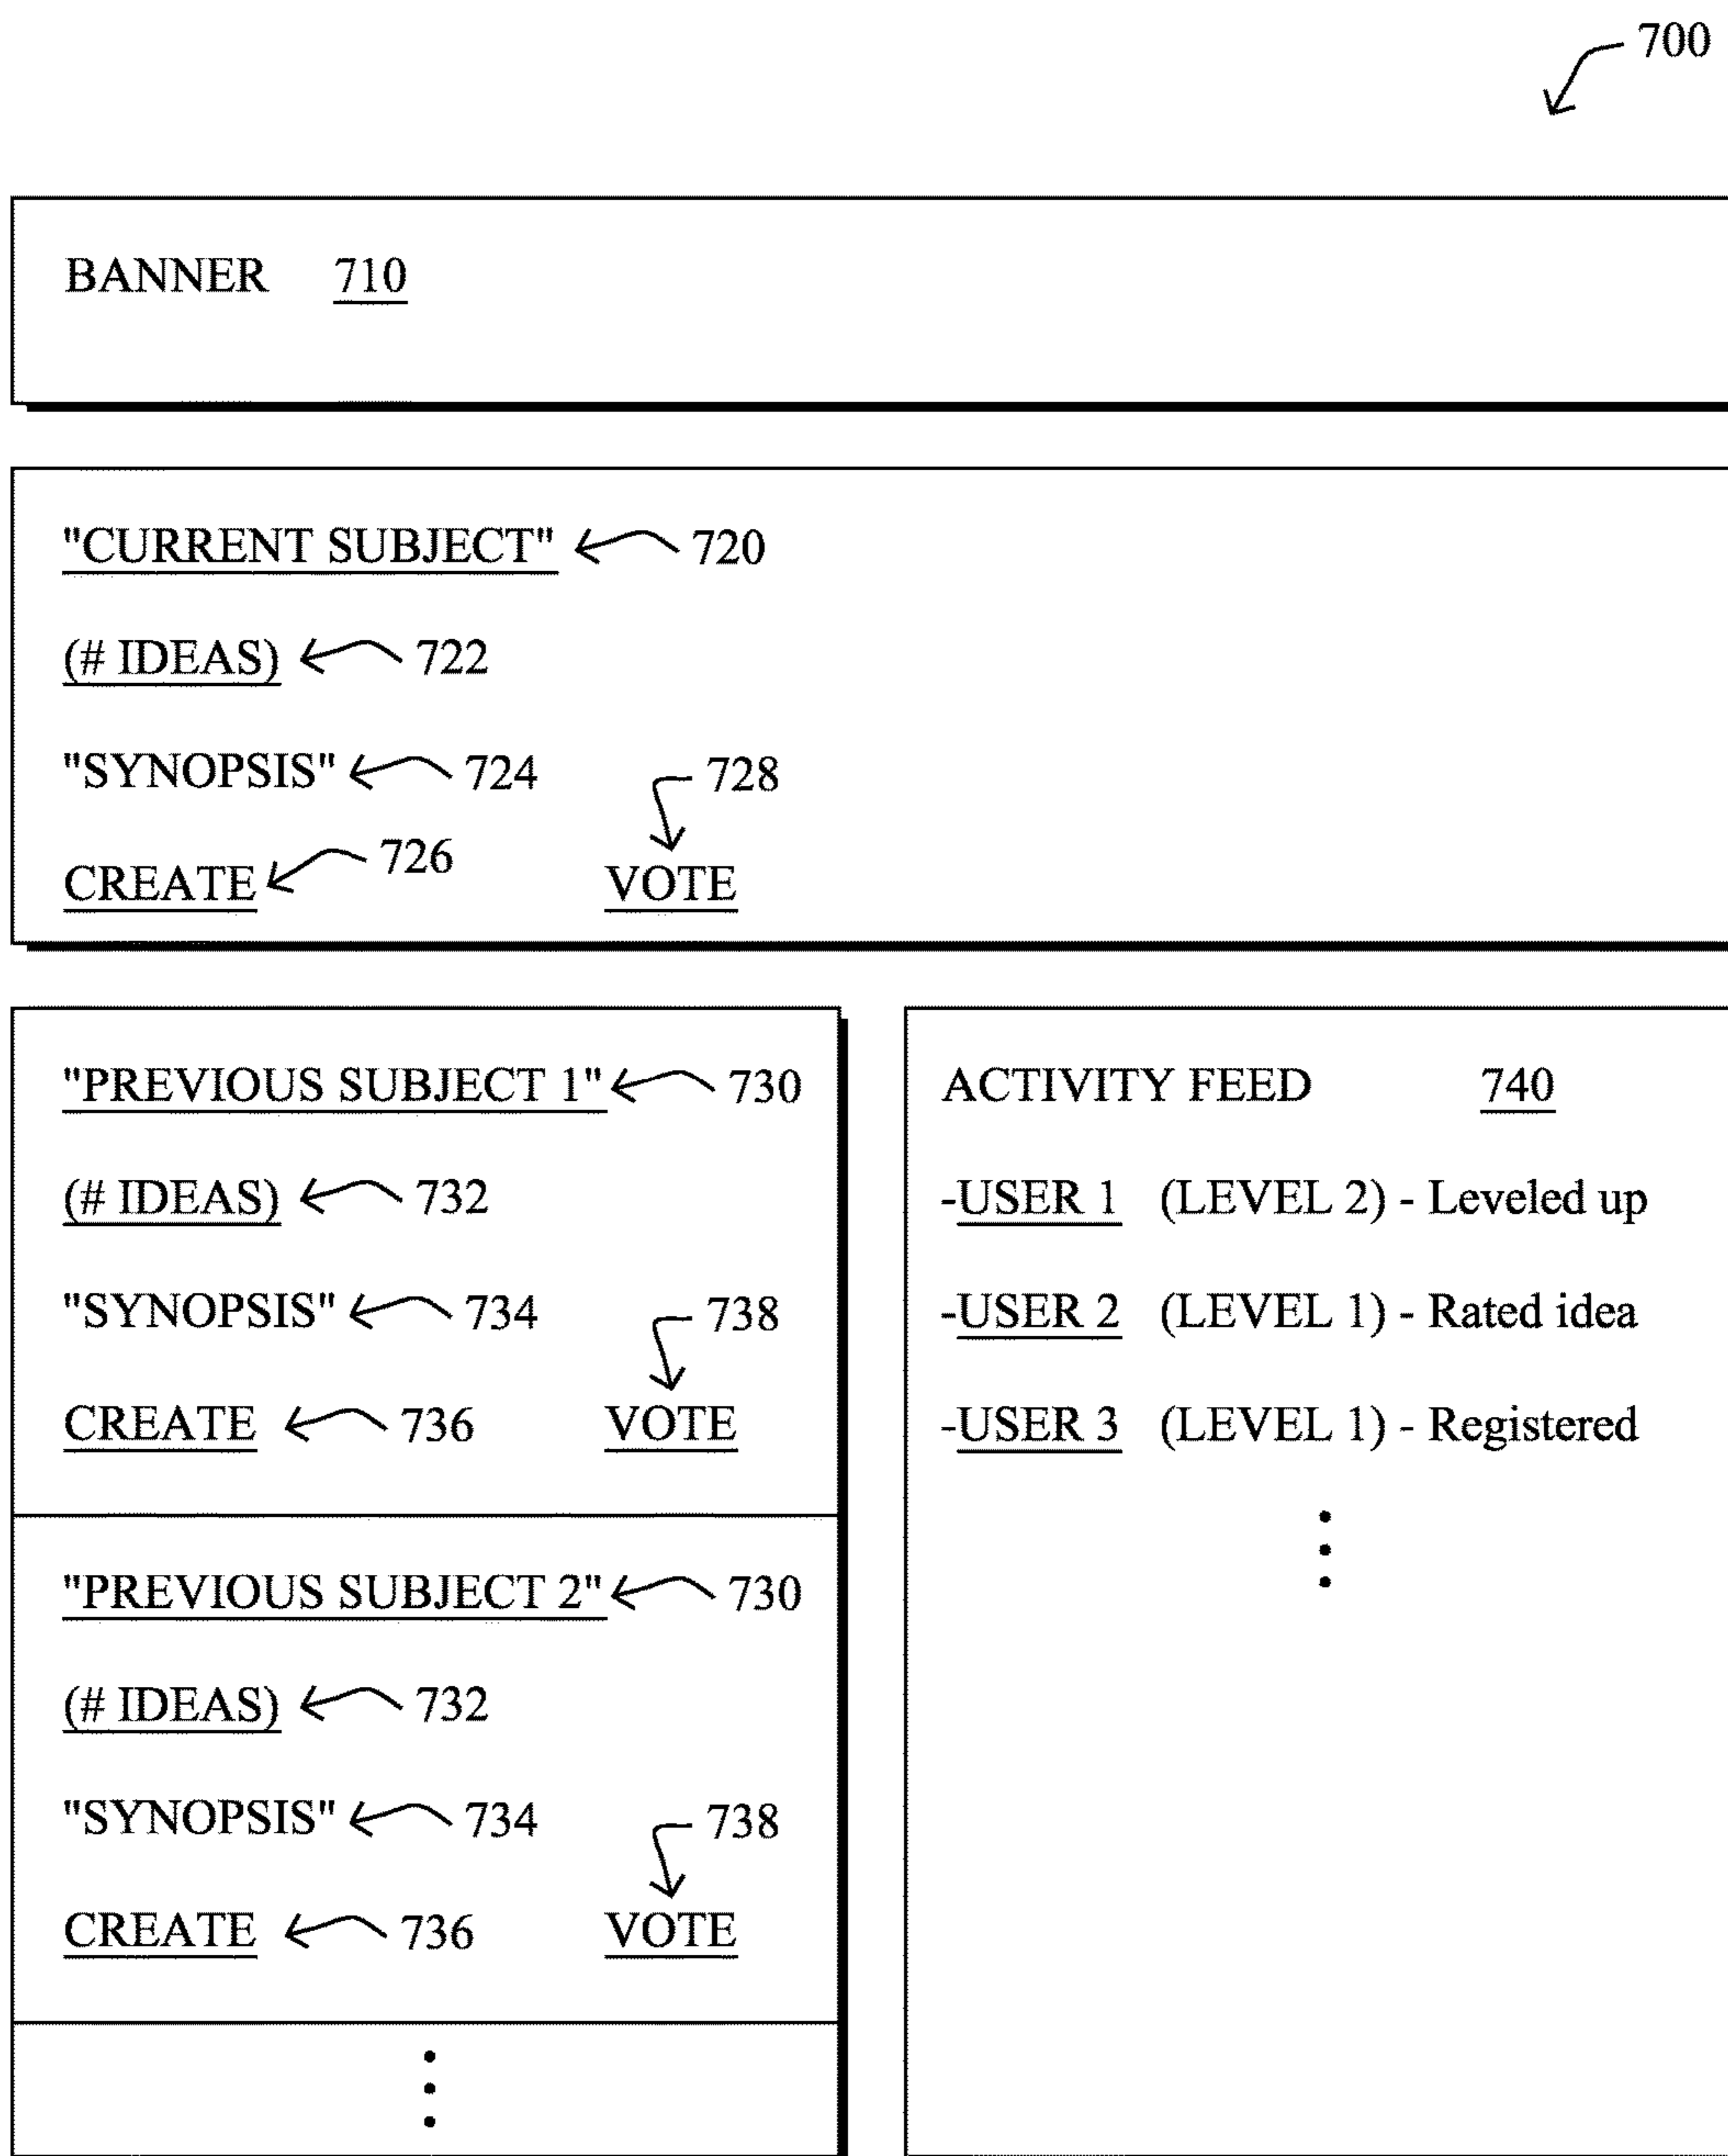 700
BANNER 710
"CURRENT SUBJECT" 720
(# IDEAS) 722
"SYNOPSIS" 724 728
CREATE 726 VOTE
"PREVIOUS SUBJECT 1" 730
(# IDEAS) 732
"SYNOPSIS" 734 738
CREATE 736 VOTE
"PREVIOUS SUBJECT 2" 730
(# IDEAS) 732
"SYNOPSIS" 734 738
CREATE 736 VOTE
ACTIVITY FEED 740
-USER 1 (LEVEL 2) - Leveled up
-USER 2 (LEVEL 1) - Rated idea
-USER 3 (LEVEL 1) - Registered